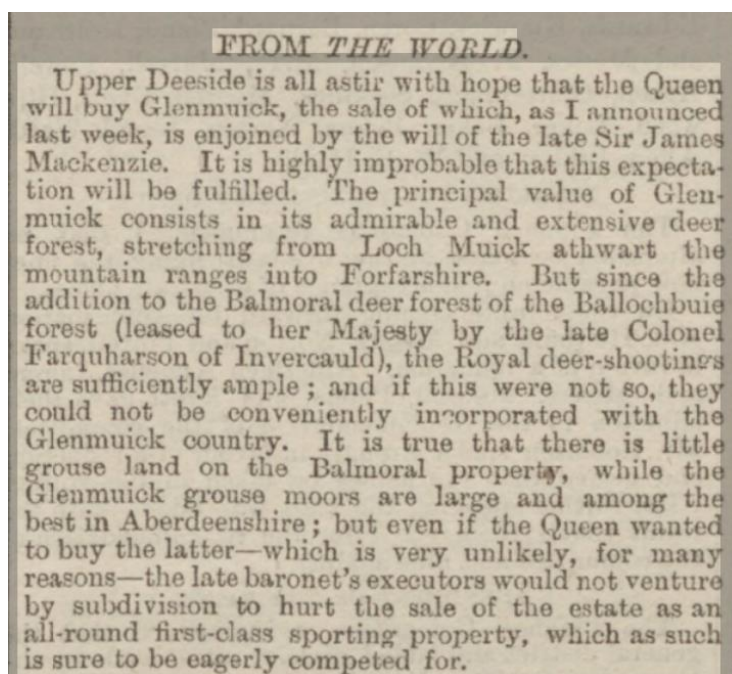 FROM THE WORLD.
Upper Deeside is all astir with hope that the Queen
will buy Glenmuick, the sale of which, as I announced
last week, is enjoined by the will of the late Sir James
Mackenzie. It is highly improbable that this expecta-
tion will be fulfilled. The principal value of Glen-
muick consists in its admirable and extensive deer
forest, stretching from Loch Muick athwart the
mountain ranges into Forfarshire. But since the
addition to the Balmoral deer forest of the Ballochbuie
forest (leased to her Majesty by the late Colonel
Farquharson of Invercauld), the Royal deer-shootings
are sufficiently ample; and if this were not so, they
could not be conveniently incorporated with the
Glenmuick country. It is true that there is little
grouse land on the Balmoral property, while the
Glenmuick grouse moors are large and among the
best in Aberdeenshire; but even if the Queen wanted
to buy the latter—which is very unlikely, for many
reasons—the late baronet's executors would not venture
by subdivision to hurt the sale of the estate as an
all-round first-class sporting property, which as such
is sure to be eagerly competed for.